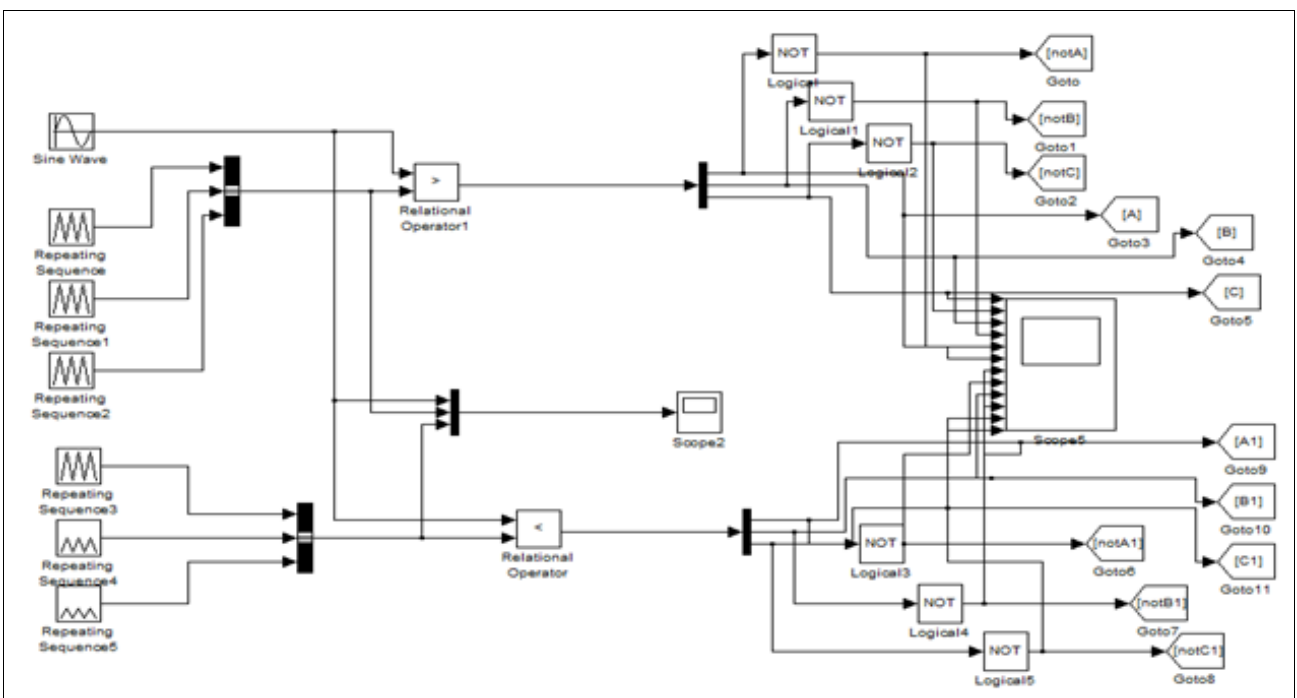 NOT
[notA]
Logical
Goto
NOT
[notB]
Logical1
Goto1
Sine Wave
NOT
[notC]
Logical2
Goto2
>
Relational
Operator1
[A]
Goto3
[B]
Goto4
Repeating
Sequence
[C]
Goto5
Repeating
Sequence1
Repeating
Sequence2
Scope2
Scope5
[A1]
Goto9
Repeating
Sequence3
[B1]
Goto10
<
Relational
Operator
NOT
Logical3
[notA1]
Goto6
[C1]
Goto11
Repeating
Sequence4
NOT
Logical4
[notB1]
Goto7
Repeating
Sequence5
NOT
Logical5
[notC1]
Goto8